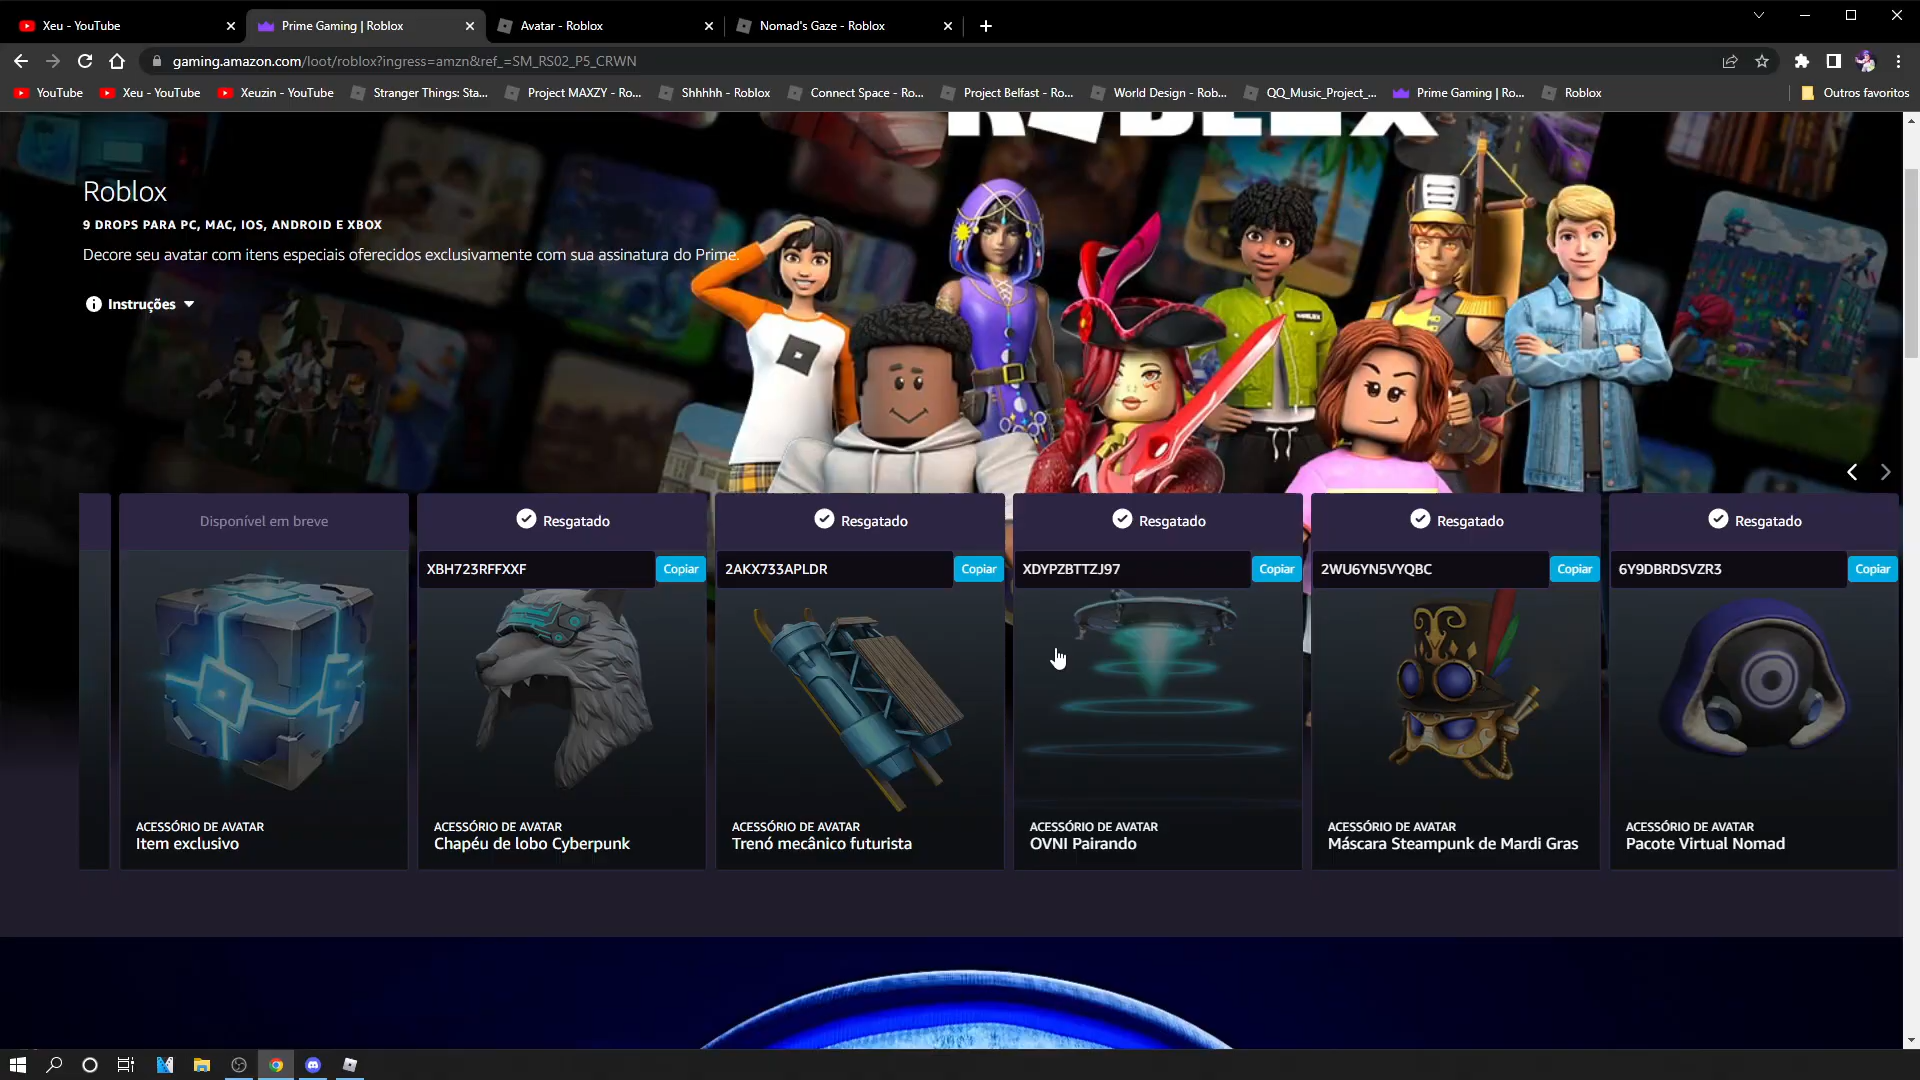 Xeu - YouTube
Prime Gaming | Roblox
Avatar - Roblox
Nomad's Gaze - Roblox
gaming.amazon.com/loot/roblox?ingress=amzn&ref_=SM_RS02_P5_CRWN
YouTube
Xeu - YouTube
Xeuzin - YouTube
Stranger Things: Sta...
Project MAXZY - Ro...
Shhhhh - Roblox
Connect Space - Ro...
Project Belfast - Ro...
World Design - Rob...
QQ_Music_Project_...
Prime Gaming | Ro...
Roblox
Outros favoritos
ROBLOX
Roblox
9 DROPS PARA PC, MAC, IOS, ANDROID E XBOX
Decore seu avatar com itens especiais oferecidos exclusivamente com sua assinatura do Prime.
Instruções
Disponível em breve
ACESSÓRIO DE AVATAR
Item exclusivo
Resgatado
XBH723RFFXXF
Copiar
ACESSÓRIO DE AVATAR
Chapéu de lobo Cyberpunk
Resgatado
2AKX733APLDR
Copiar
ACESSÓRIO DE AVATAR
Trenó mecânico futurista
Resgatado
XDYPZBTTZJ97
Copiar
ACESSÓRIO DE AVATAR
OVNI Pairando
Resgatado
2WU6YN5VYQBC
Copiar
ACESSÓRIO DE AVATAR
Máscara Steampunk de Mardi Gras
Resgatado
6Y9DBRDSVZR3
Copiar
ACESSÓRIO DE AVATAR
Pacote Virtual Nomad